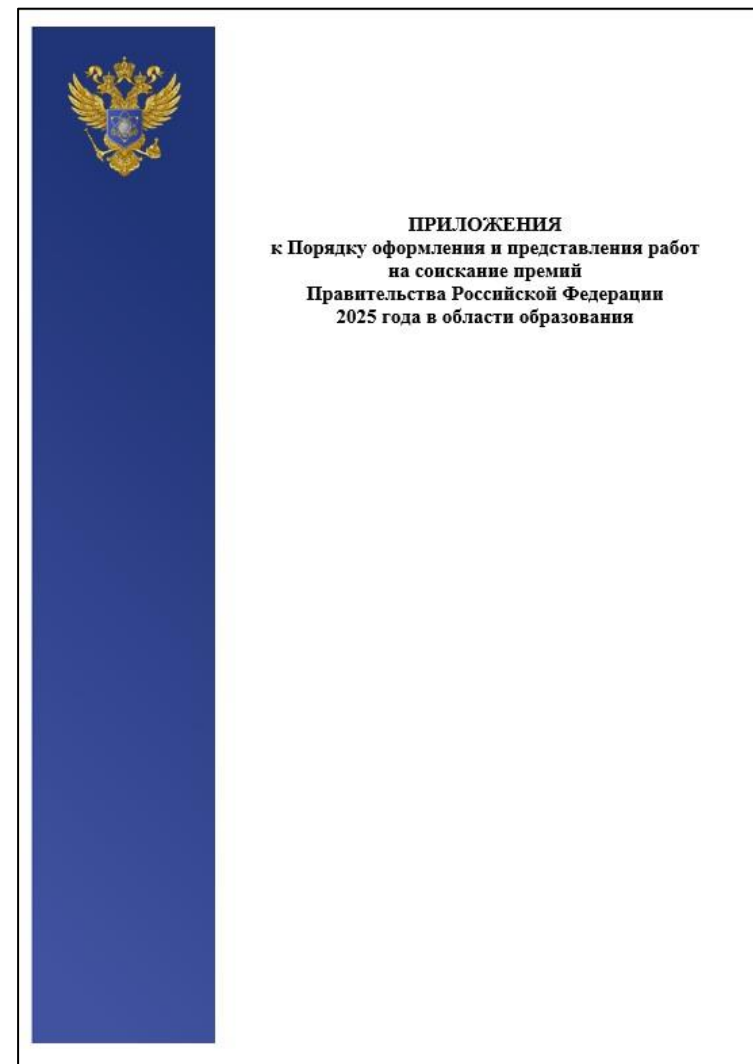 ПРИЛОЖЕНИЯ
к Порядку оформления и представления работ
на соискание премий
Правительства Российской Федерации
2025 года в области образования